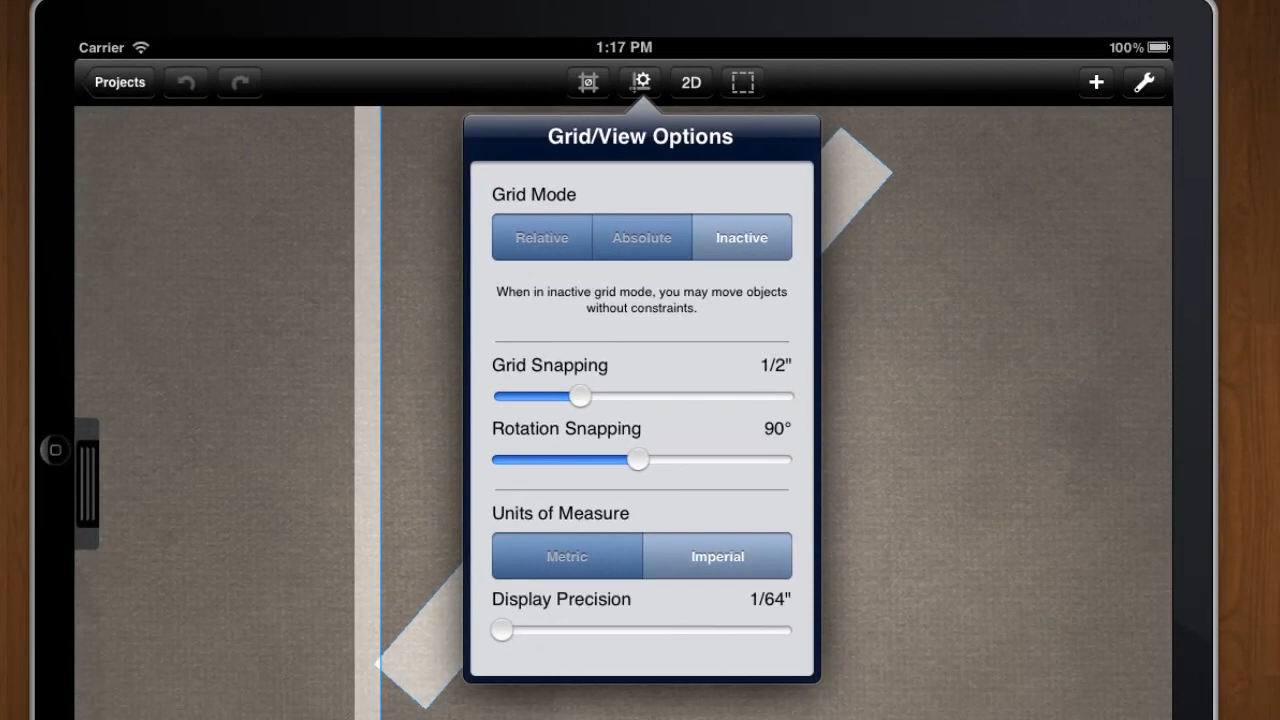 Carrier 1:17 PM 100%
Projects 2D
Grid/View Options
Grid Mode
Relative Absolute Inactive
When in inactive grid mode, you may move objects
without constraints.
Grid Snapping 1/2"
Rotation Snapping 90°
Units of Measure
Metric Imperial
Display Precision 1/64"